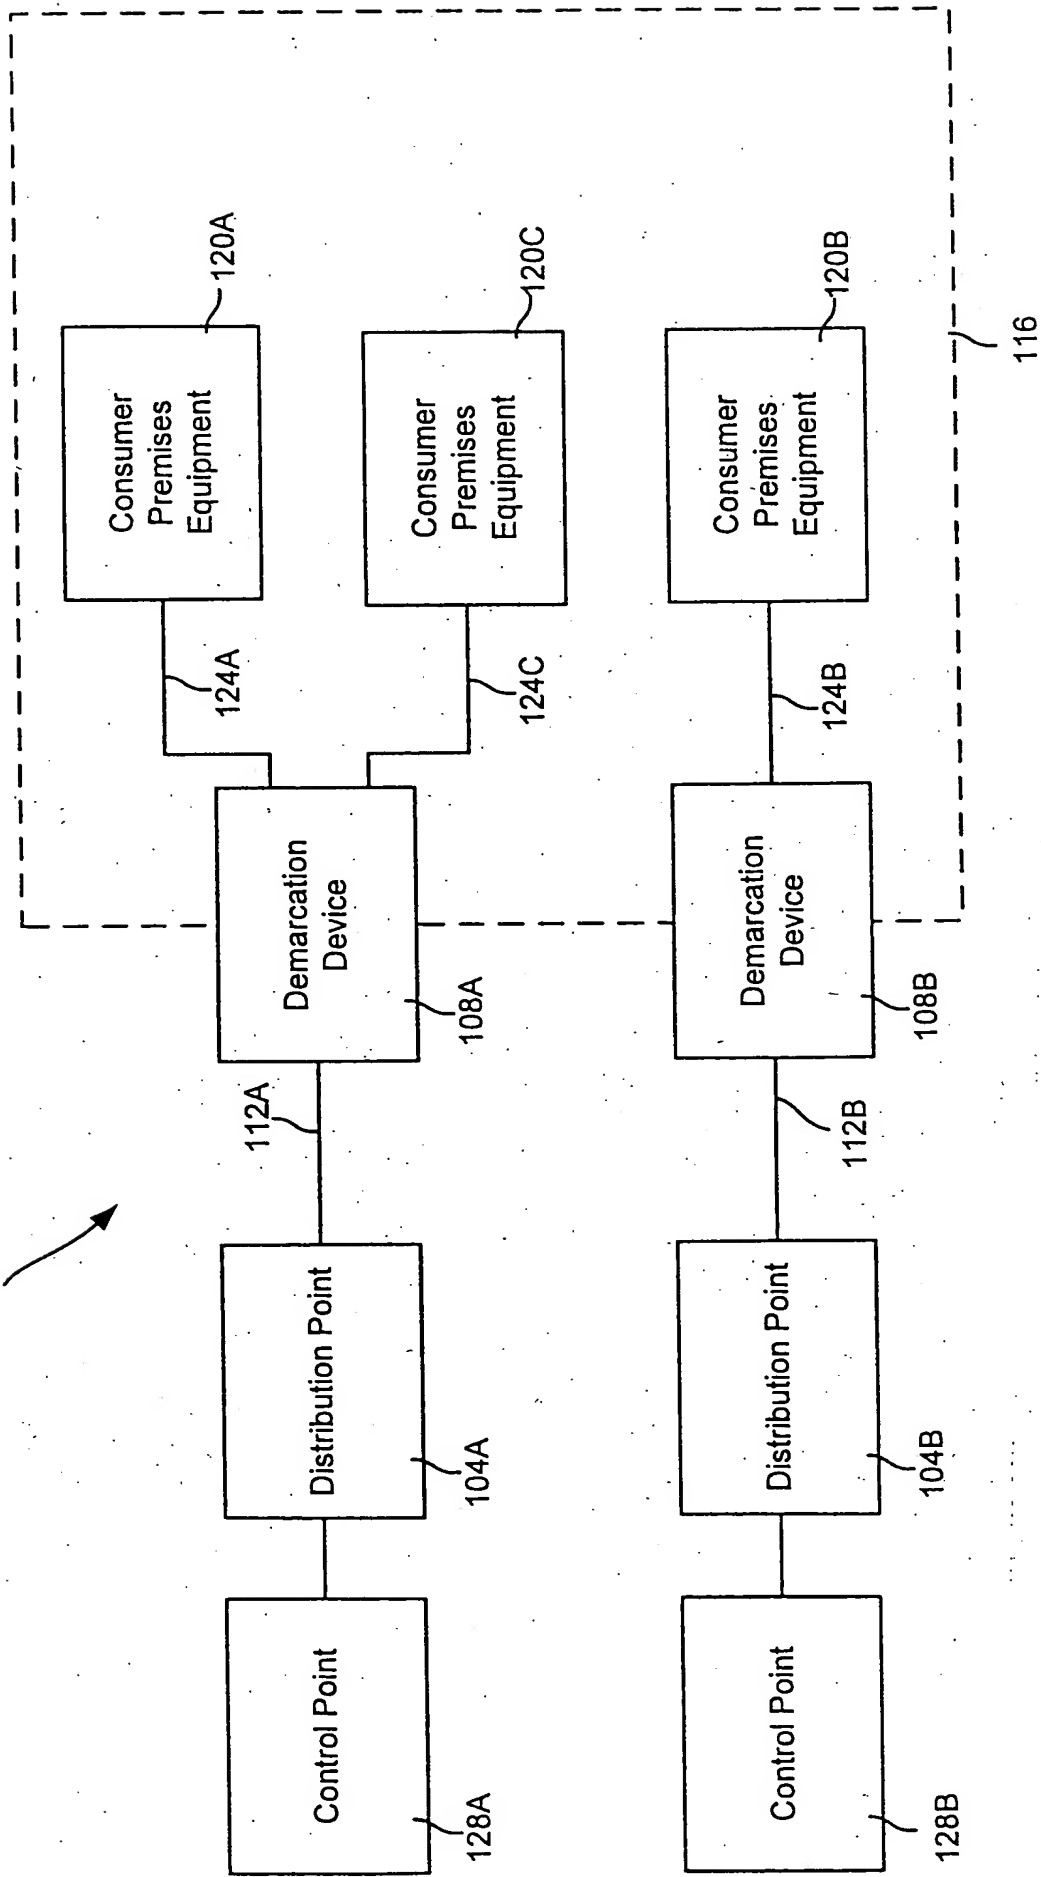 Control Point
128A
Distribution Point
104A
112A
Demarcation
Device
108A
124A
Consumer
Premises
Equipment
120A
124C
Consumer
Premises
Equipment
120C
Control Point
128B
Distribution Point
104B
112B
Demarcation
Device
108B
124B
Consumer
Premises
Equipment
120B
116